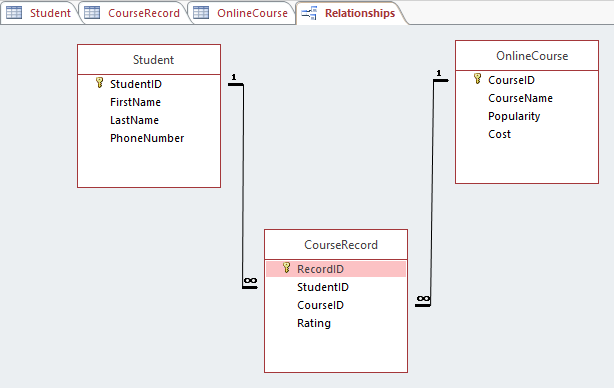 Student CourseRecord OnlineCourse Relationships
Student
StudentID
FirstName
LastName
PhoneNumber
1
∞
OnlineCourse
CourseID
CourseName
Popularity
Cost
1
∞
CourseRecord
RecordID
StudentID
CourseID
Rating